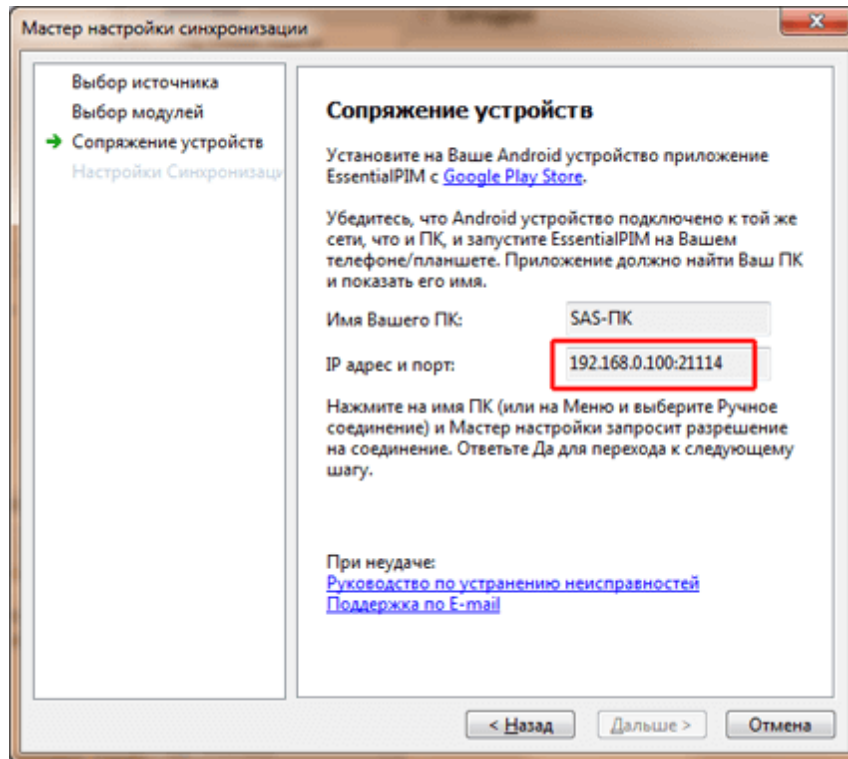 Мастер настройки синхронизации
Выбор источника
Выбор модулей
Сопряжение устройств
Настройки Синхронизаци
Сопряжение устройств
Установите на Ваше Android устройство приложение
EssentialPIM с Google Play Store.
Убедитесь, что Android устройство подключено к той же
сети, что и ПК, и запустите EssentialPIM на Вашем
телефоне/планшете. Приложение должно найти Ваш ПК
и показать его имя.
Имя Вашего ПК: SAS-ПК
IP адрес и порт: 192.168.0.100:21114
Нажмите на имя ПК (или на Меню и выберите Ручное
соединение) и Мастер настройки запросит разрешение
на соединение. Ответьте Да для перехода к следующему
шагу.
При неудаче:
Руководство по устранению неисправностей
Поддержка по E-mail
< Назад Дальше > Отмена